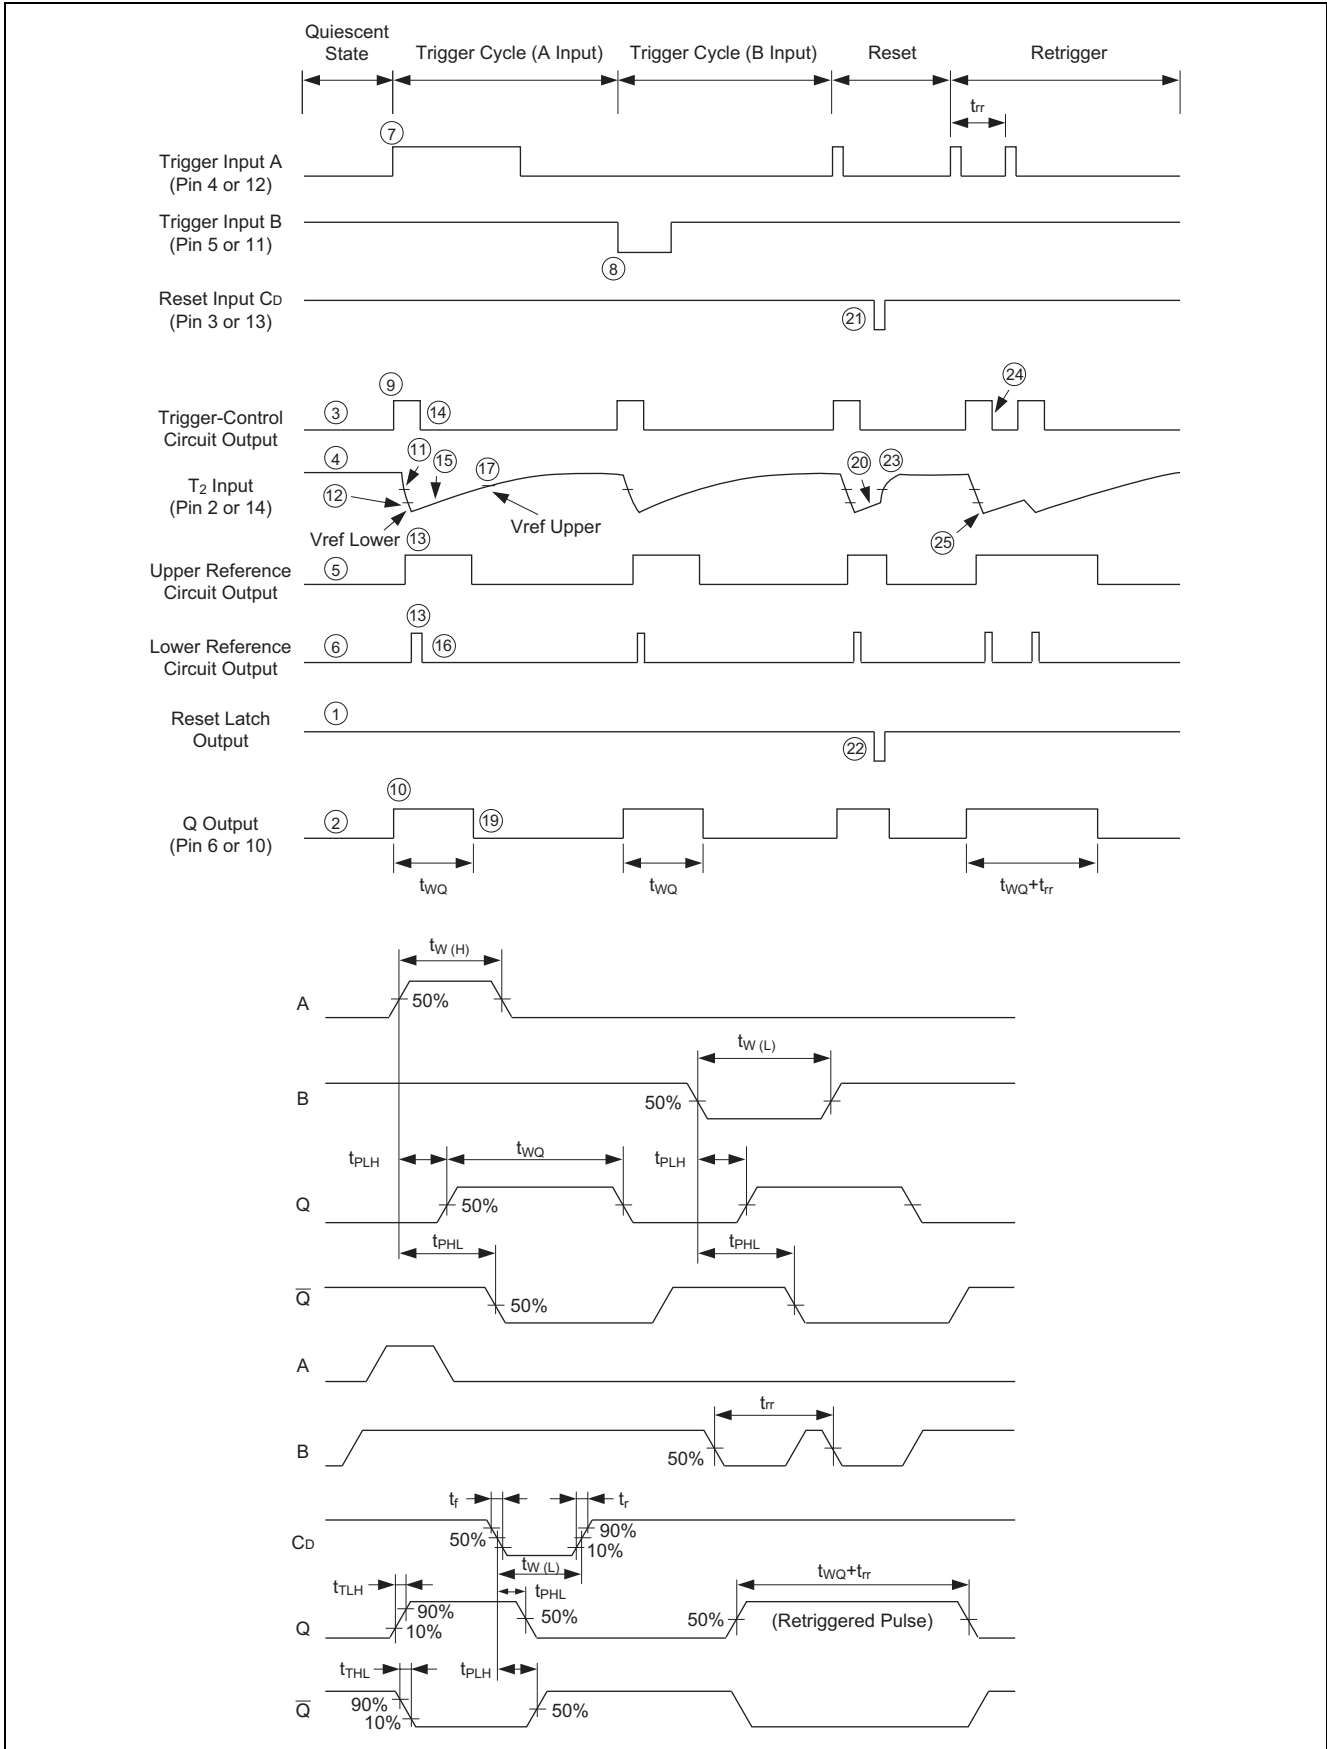 Quiescent
State
Trigger Cycle (A Input)
Trigger Cycle (B Input)
Reset
Retrigger
trr
7
Trigger Input A
(Pin 4 or 12)
Trigger Input B
(Pin 5 or 11)
8
Reset Input CD
(Pin 3 or 13)
21
24
9
3
14
Trigger-Control
Circuit Output
4
11
15
17
20
23
T2 Input
(Pin 2 or 14)
12
Vref Lower
13
Vref Upper
25
Upper Reference
Circuit Output
5
13
Lower Reference
Circuit Output
6
16
1
Reset Latch
Output
22
10
Q Output
(Pin 6 or 10)
2
19
tWQ
tWQ
tWQ+trr
tW (H)
A
50%
tW (L)
B
50%
tPLH
tWQ
tPLH
Q
50%
tPHL
tPHL
Q
50%
A
trr
B
50%
tf
tr
CD
50%
90%
10%
tW (L)
tWQ+trr
tTLH
tPHL
90%
50%
50%
(Retriggered Pulse)
Q
10%
tTHL
tPLH
Q
90%
50%
10%